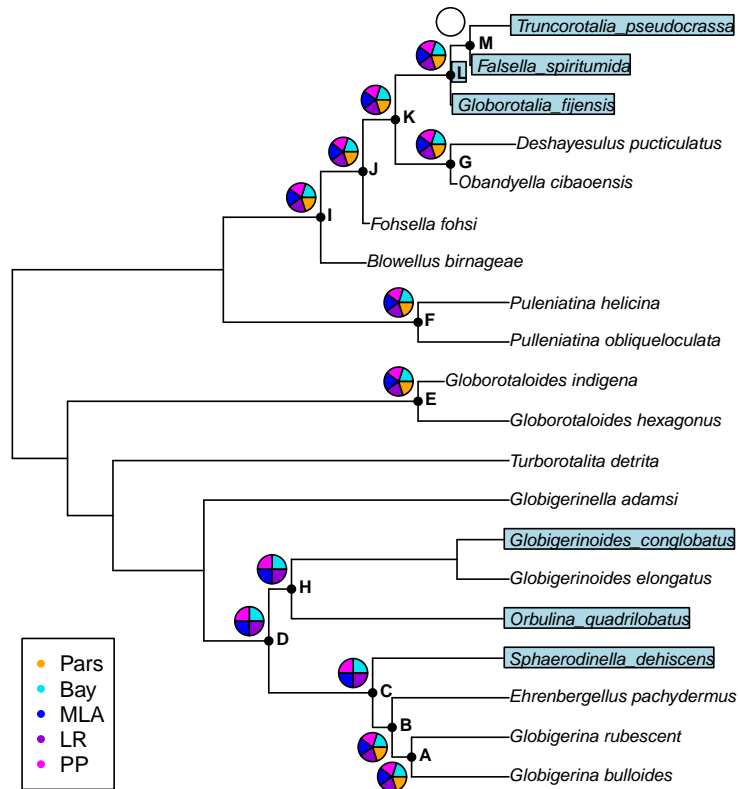 Truncorotalia_pseudocrassa
M
L
Falsella_spiritumida
Globorotalia_fijensis
K
Deshayesulus pucticulatus
G
Obandyella cibaoensis
J
I
Fohsella fohsi
Blowellus birnageae
Puleniatina helicina
F
Pulleniatina obliqueloculata
Globorotaloides indigena
E
Globorotaloides hexagonus
Turborotalita detrita
Globigerinella adamsi
Globigerinoides_conglobatus
Globigerinoides elongatus
H
Orbulina_quadrilobatus
D
Sphaerodinella_dehiscens
C
Ehrenbergellus pachydermus
B
Globigerina rubescent
A
Globigerina bulloides
Pars
Bay
MLA
LR
PP